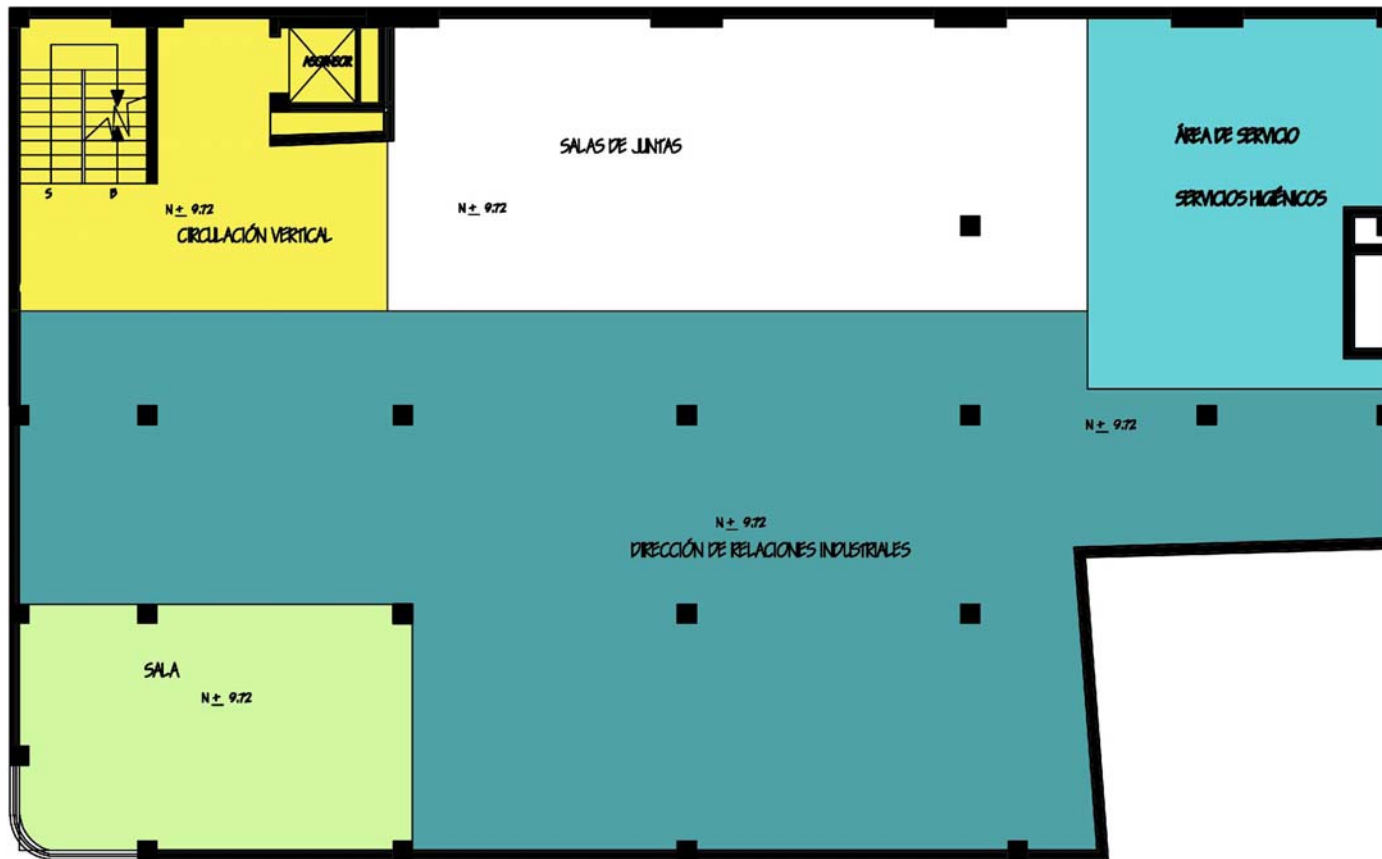 ASCENSOR
SALAS DE JUNTAS
ÁREA DE SERVICIO
SERVICIOS HIGIÉNICOS
S
B
N ± 9.72
CIRCULACIÓN VERTICAL
N ± 9.72
N ± 9.72
N ± 9.72
DIRECCIÓN DE RELACIONES INDUSTRIALES
SALA
N ± 9.72